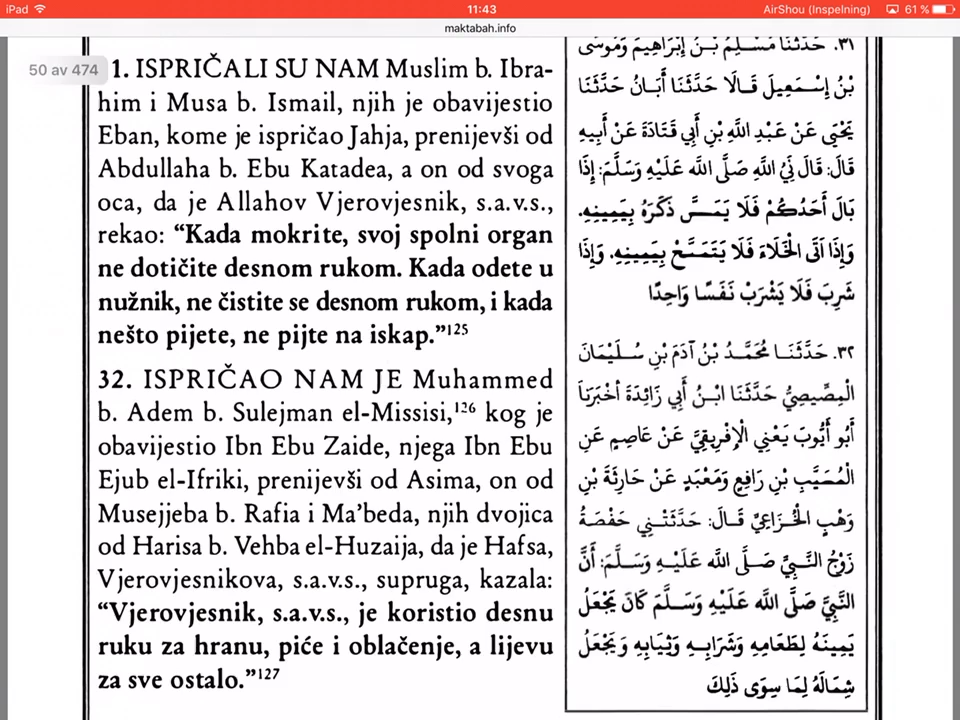 iPad
11:43
AirShou (Inspelning) 61 %
maktabah.info
50 av 474
1. ISPRIČALI SU NAM Muslim b. Ibra-
him i Musa b. Ismail, njih je obavijestio
Eban, kome je ispričao Jahja, prenijevši od
Abdullaha b. Ebu Katadea, a on od svoga
oca, da je Allahov Vjerovjesnik, s.a.v.s.,
rekao: “Kada mokrite, svoj spolni organ
ne dotičite desnom rukom. Kada odete u
nužnik, ne čistite se desnom rukom, i kada
nešto pijete, ne pijte na iskap.”125
32. ISPRIČAO NAM JE Muhammed
b. Adem b. Sulejman el-Missisi,126 kog je
obavijestio Ibn Ebu Zaide, njega Ibn Ebu
Ejub el-Ifriki, prenijevši od Asima, on od
Musejjeba b. Rafia i Ma’beda, njih dvojica
od Harisa b. Vehba el-Huzaija, da je Hafsa,
Vjerovjesnikova, s.a.v.s., supruga, kazala:
“Vjerovjesnik, s.a.v.s., je koristio desnu
ruku za hranu, piće i oblačenje, a lijevu
za sve ostalo.”127
٣١. حَدَّثَنَا مُسْلِمُ بْنُ إِبْرَاهِيمَ وَمُوسَى
بْنُ إِسْمَعِيلَ قَالَا حَدَّثَنَا أَبَانُ حَدَّثَنَا
يَحْيَى عَنْ عَبْدِ اللَّهِ بْنِ أَبِي قَتَادَةَ عَنْ أَبِيهِ
قَالَ: قَالَ نَبِيُّ اللَّهِ صَلَّى اللَّه عَلَيْهِ وَسَلَّمَ: إِذَا
بَالَ أَحَدُكُمْ فَلَا يَمَسَّ ذَكَرَهُ بِيَمِينِهِ.
وَإِذَا أَتَى الْخَلَاءَ فَلَا يَتَمَسَّحْ بِيَمِينِهِ. وَإِذَا
شَرِبَ فَلَا يَشْرَبْ نَفَسًا وَاحِدًا
٣٢. حَدَّثَنَا مُحَمَّدُ بْنُ آدَمَ بْنِ سُلَيْمَانَ
الْمِصِّيصِيُّ حَدَّثَنَا ابْنُ أَبِي زَائِدَةَ أَخْبَرَنَا
أَبُو أَيُّوبَ يَعْنِي الْإِفْرِيقِيَّ عَنْ عَاصِمٍ عَنِ
الْمُسَيَّبِ بْنِ رَافِعٍ وَمَعْبَدٍ عَنْ حَارِثَةَ بْنِ
وَهْبٍ الْخُزَاعِيِّ قَالَ: حَدَّثَتْنِي حَفْصَةُ
زَوْجُ النَّبِيِّ صَلَّى اللَّه عَلَيْهِ وَسَلَّمَ: أَنَّ
النَّبِيَّ صَلَّى اللَّه عَلَيْهِ وَسَلَّمَ كَانَ يَجْعَلُ
يَمِينَهُ لِطَعَامِهِ وَشَرَابِهِ وَثِيَابِهِ وَيَجْعَلُ
شِمَالَهُ لِمَا سِوَى ذَلِكَ